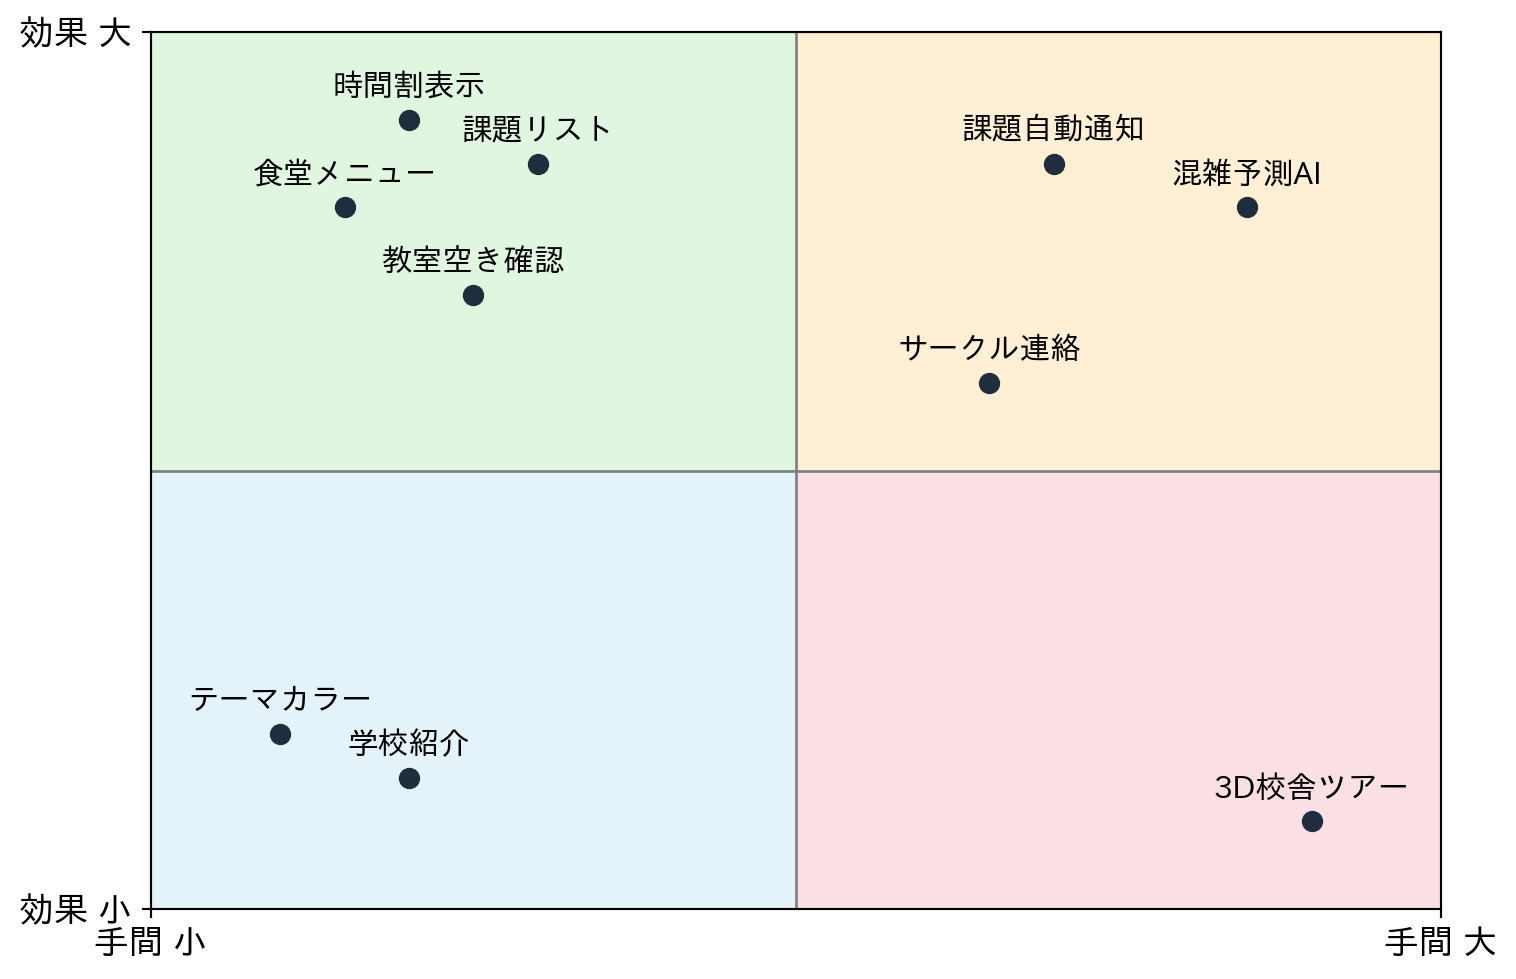 効果 大
時間割表示
課題リスト
課題自動通知
食堂メニュー
混雑予測AI
教室空き確認
サークル連絡
テーマカラー
学校紹介
3D校舎ツアー
効果 小
手間 小
手間 大